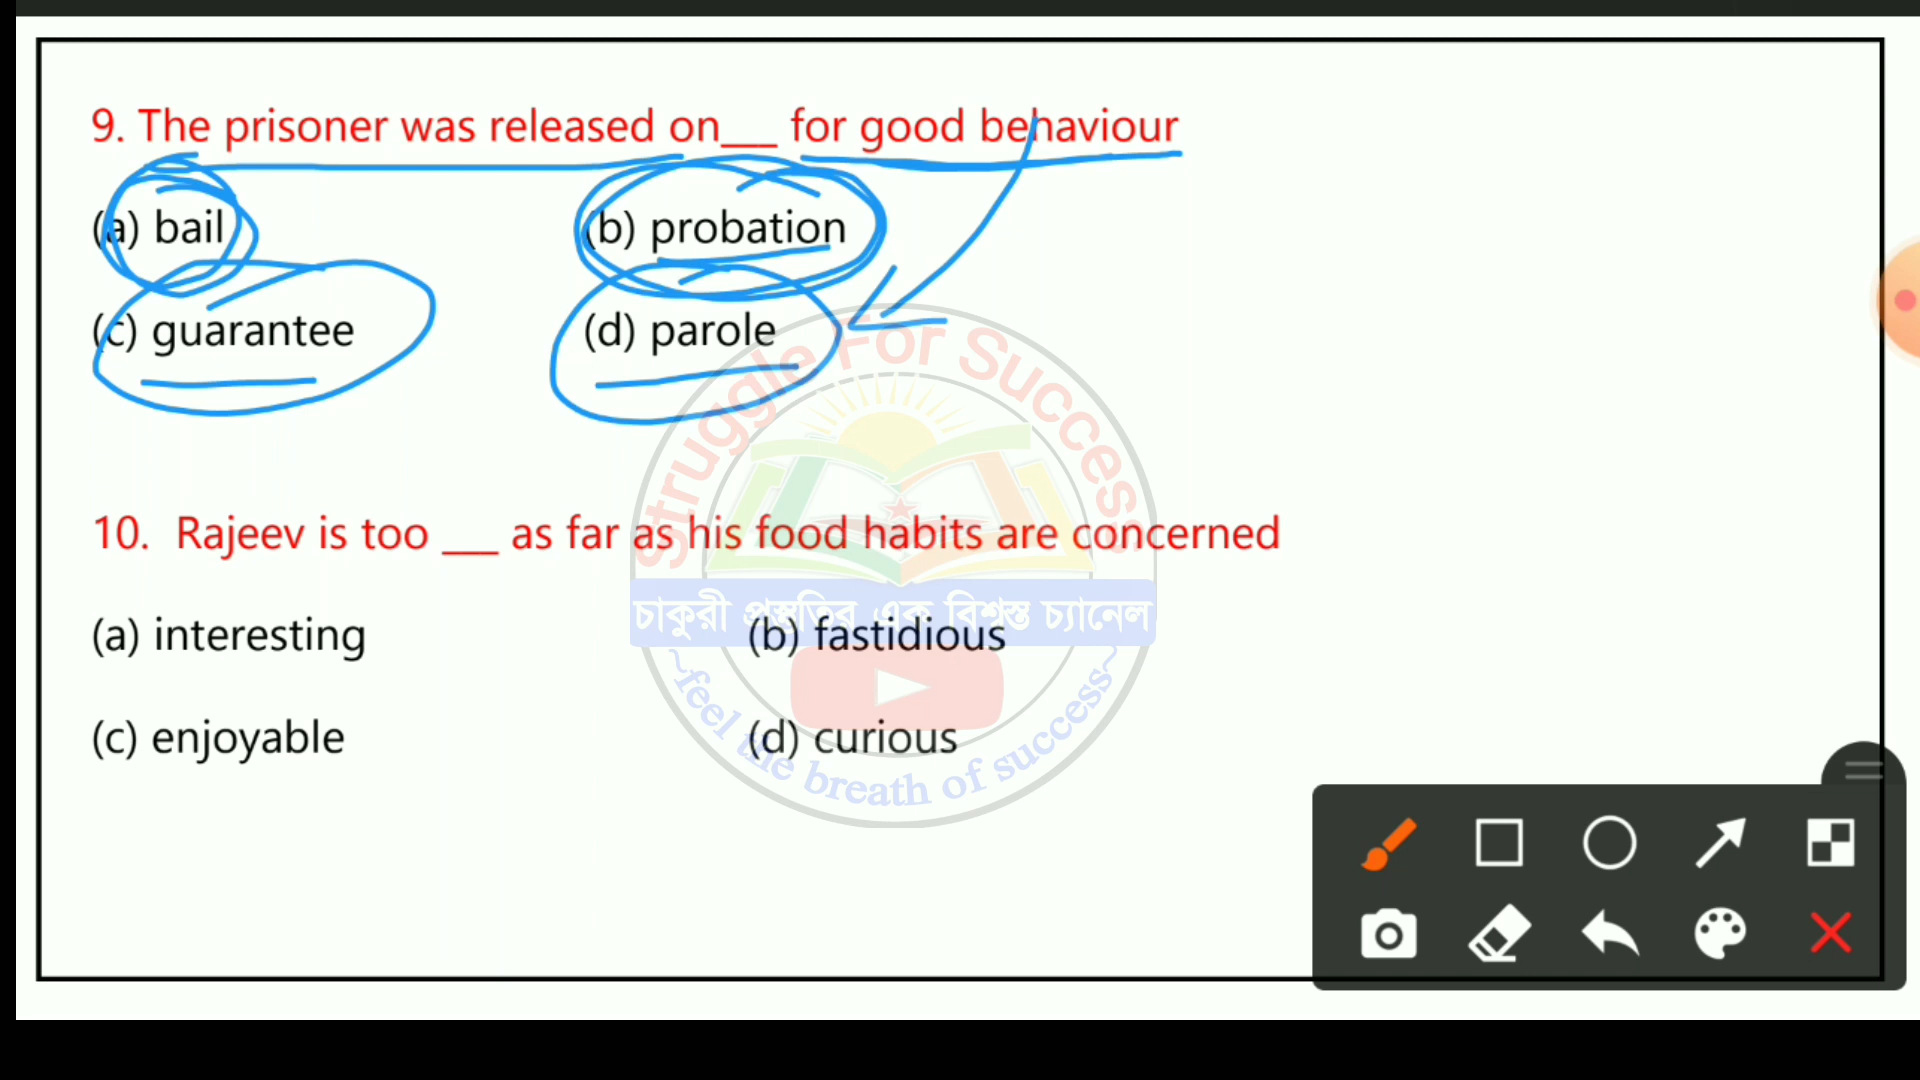 9. The prisoner was released on___ for good behaviour
(a) bail
(b) probation
(c) guarantee
(d) parole
Struggle For Success
10. Rajeev is too ___ as far as his food habits are concerned
চাকুরী প্রস্তুতির এক বিশ্বস্ত চ্যানেল
(a) interesting
(b) fastidious
(c) enjoyable
(d) curious
~feel the breath of success~